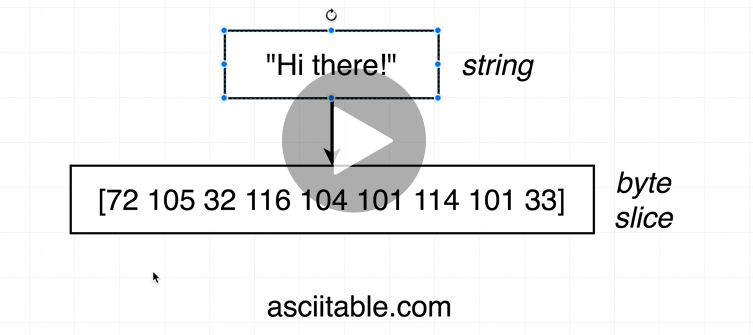 "Hi there!" string
[72 105 32 116 104 101 114 101 33] byte
slice
asciitable.com